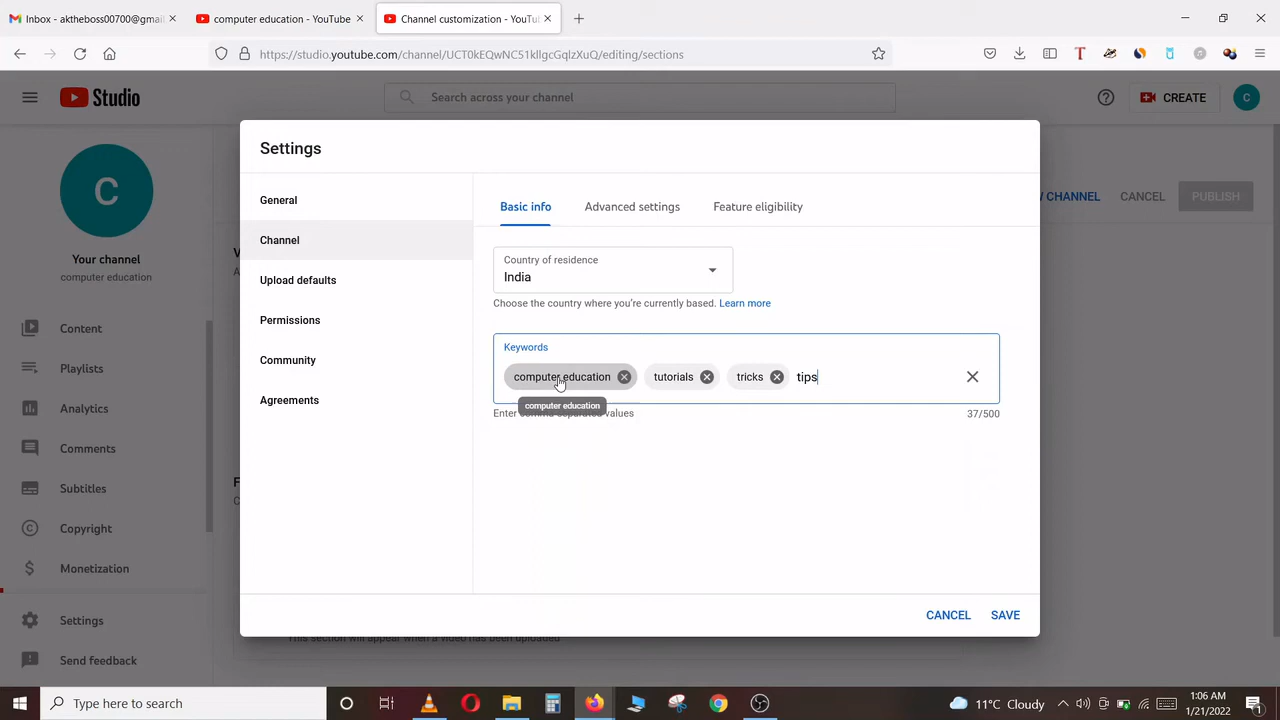 Inbox - aktheboss00700@gmai
computer education - YouTube
Channel customization - YouTu
https://studio.youtube.com/channel/UCT0kEQwNC51kllgcGqlzXuQ/editing/sections
Studio
Search across your channel
CREATE
C
C
Your channel
computer education
Content
Playlists
Analytics
Comments
Subtitles
Copyright
Monetization
Settings
Send feedback
W CHANNEL
CANCEL
PUBLISH
Settings
General
Channel
Upload defaults
Permissions
Community
Agreements
Basic info
Advanced settings
Feature eligibility
Country of residence
India
Choose the country where you're currently based. Learn more
Keywords
computer education
tutorials
tricks
tips
computer education
Enter comma-separated values
37/500
CANCEL
SAVE
This section will appear when a video has been uploaded
Type here to search
11°C Cloudy
1:06 AM
1/21/2022